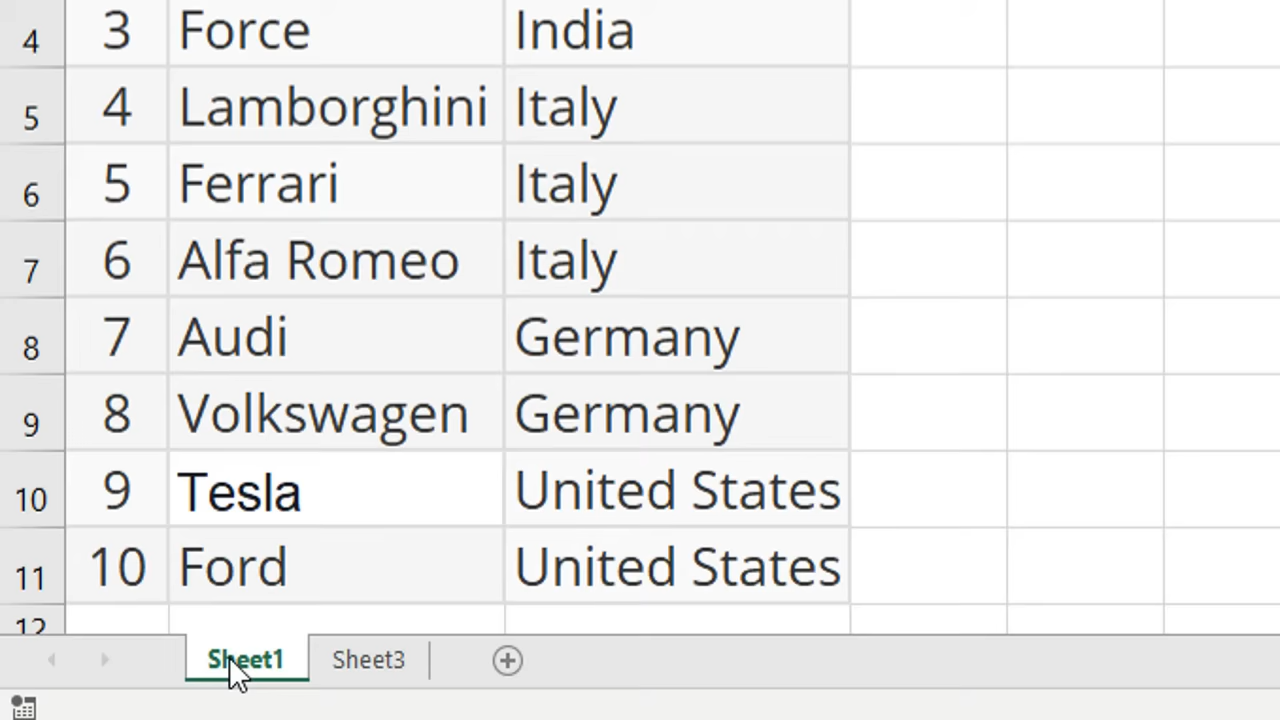 4 3 Force India
5 4 Lamborghini Italy
6 5 Ferrari Italy
7 6 Alfa Romeo Italy
8 7 Audi Germany
9 8 Volkswagen Germany
10 9 Tesla United States
11 10 Ford United States
12
Sheet1 Sheet3